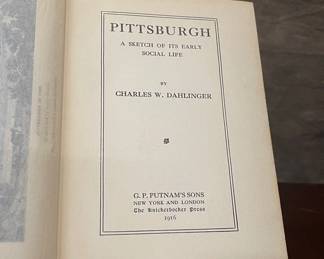 PITTSBURGH
A SKETCH OF ITS EARLY
SOCIAL LIFE
BY
CHARLES W. DAHLINGER
G. P. PUTNAM'S SONS
NEW YORK AND LONDON
The Knickerbocker Press
1916